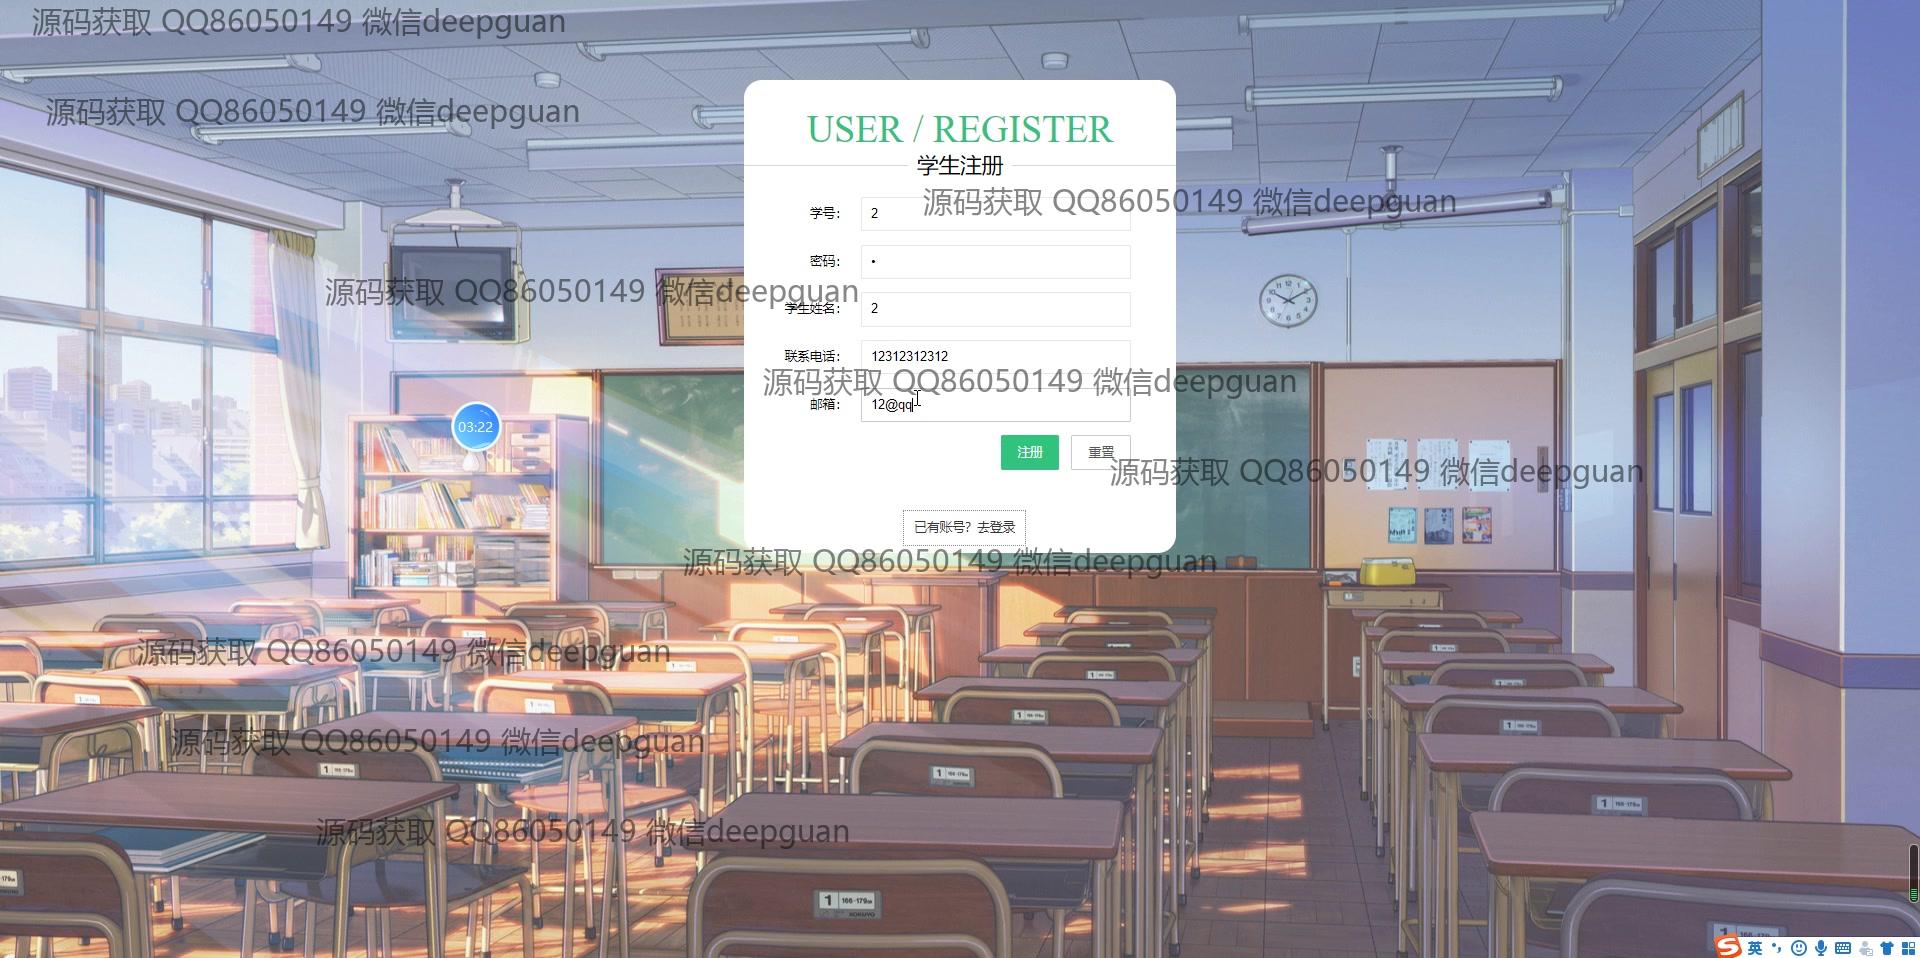 源码获取 QQ86050149 微信deepguan
源码获取 QQ86050149 微信deepguan
USER / REGISTER
学生注册
源码获取 QQ86050149 微信deepguan
学号：
2
密码：
•
源码获取 QQ86050149 微信deepguan
学生姓名：
2
联系电话：
12312312312
源码获取 QQ86050149 微信deepguan
邮箱：
12@qq
03:22
注册
重置
源码获取 QQ86050149 微信deepguan
已有账号？去登录
源码获取 QQ86050149 微信deepguan
源码获取 QQ86050149 微信deepguan
源码获取 QQ86050149 微信deepguan
源码获取 QQ86050149 微信deepguan
1 166-179㎝
KOKUYO
英